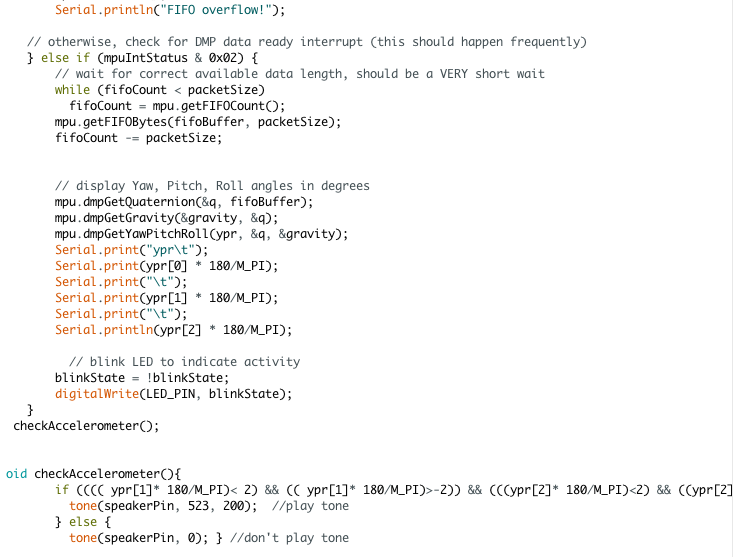 Serial.println("FIFO overflow!");
// otherwise, check for DMP data ready interrupt (this should happen frequently)
} else if (mpuIntStatus & 0x02) {
// wait for correct available data length, should be a VERY short wait
while (fifoCount < packetSize)
fifoCount = mpu.getFIFOCount();
mpu.getFIFOBytes(fifoBuffer, packetSize);
fifoCount -= packetSize;
// display Yaw, Pitch, Roll angles in degrees
mpu.dmpGetQuaternion(&q, fifoBuffer);
mpu.dmpGetGravity(&gravity, &q);
mpu.dmpGetYawPitchRoll(ypr, &q, &gravity);
Serial.print("ypr\t");
Serial.print(ypr[0] * 180/M_PI);
Serial.print("\t");
Serial.print(ypr[1] * 180/M_PI);
Serial.print("\t");
Serial.println(ypr[2] * 180/M_PI);
// blink LED to indicate activity
blinkState = !blinkState;
digitalWrite(LED_PIN, blinkState);
}
checkAccelerometer();
oid checkAccelerometer(){
if (((( ypr[1]* 180/M_PI)< 2) && (( ypr[1]* 180/M_PI)>-2)) && (((ypr[2]* 180/M_PI)<2) && ((ypr[2]
tone(speakerPin, 523, 200);  //play tone
} else {
tone(speakerPin, 0); } //don't play tone